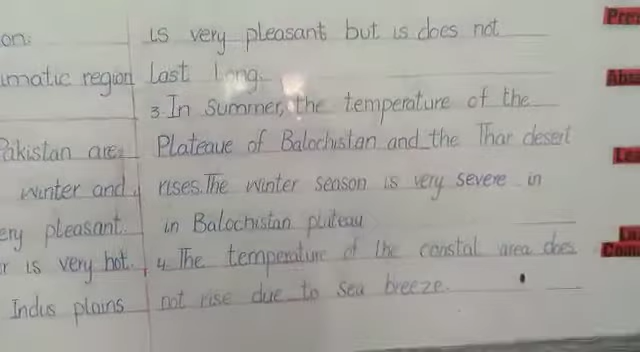 on.
is very pleasant but is does not
imatic region
Last Long.
3. In summer, the temperature of the
Pakistan are
Plateaue of Balochistan and the Thar desert
winter and
rises. The winter season is very severe in
ery pleasant.
in Balochistan pluteau
r is very hot.
4. The temperature of the coastal area does
Indus plains
not rise due to sea breeze.